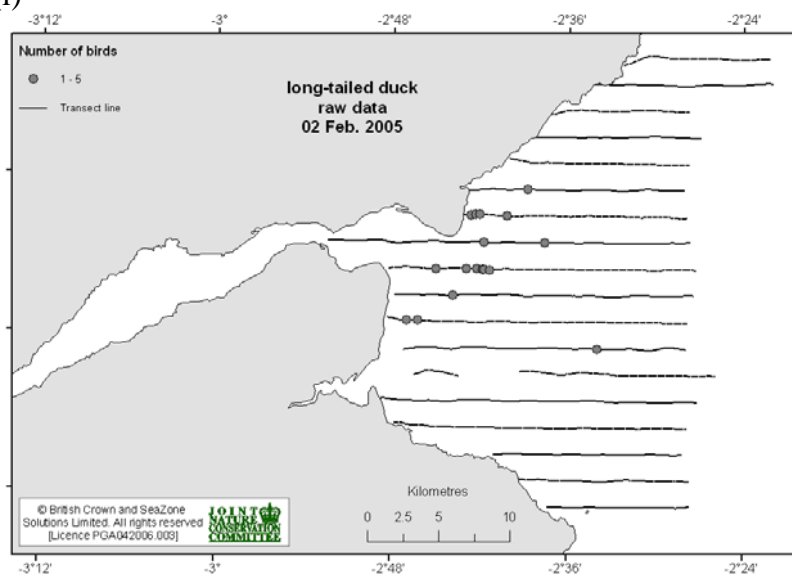 -3°12' -3° -2°48' -2°36' -2°24'
Number of birds
1 - 5
Transect line
long-tailed duck
raw data
02 Feb. 2005
Kilometres
0 2.5 5 10
© British Crown and SeaZone
Solutions Limited. All rights reserved
[Licence PGA042006.003]
JOINT
NATURE
CONSERVATION
COMMITTEE
-3°12' -3° -2°48' -2°36' -2°24'